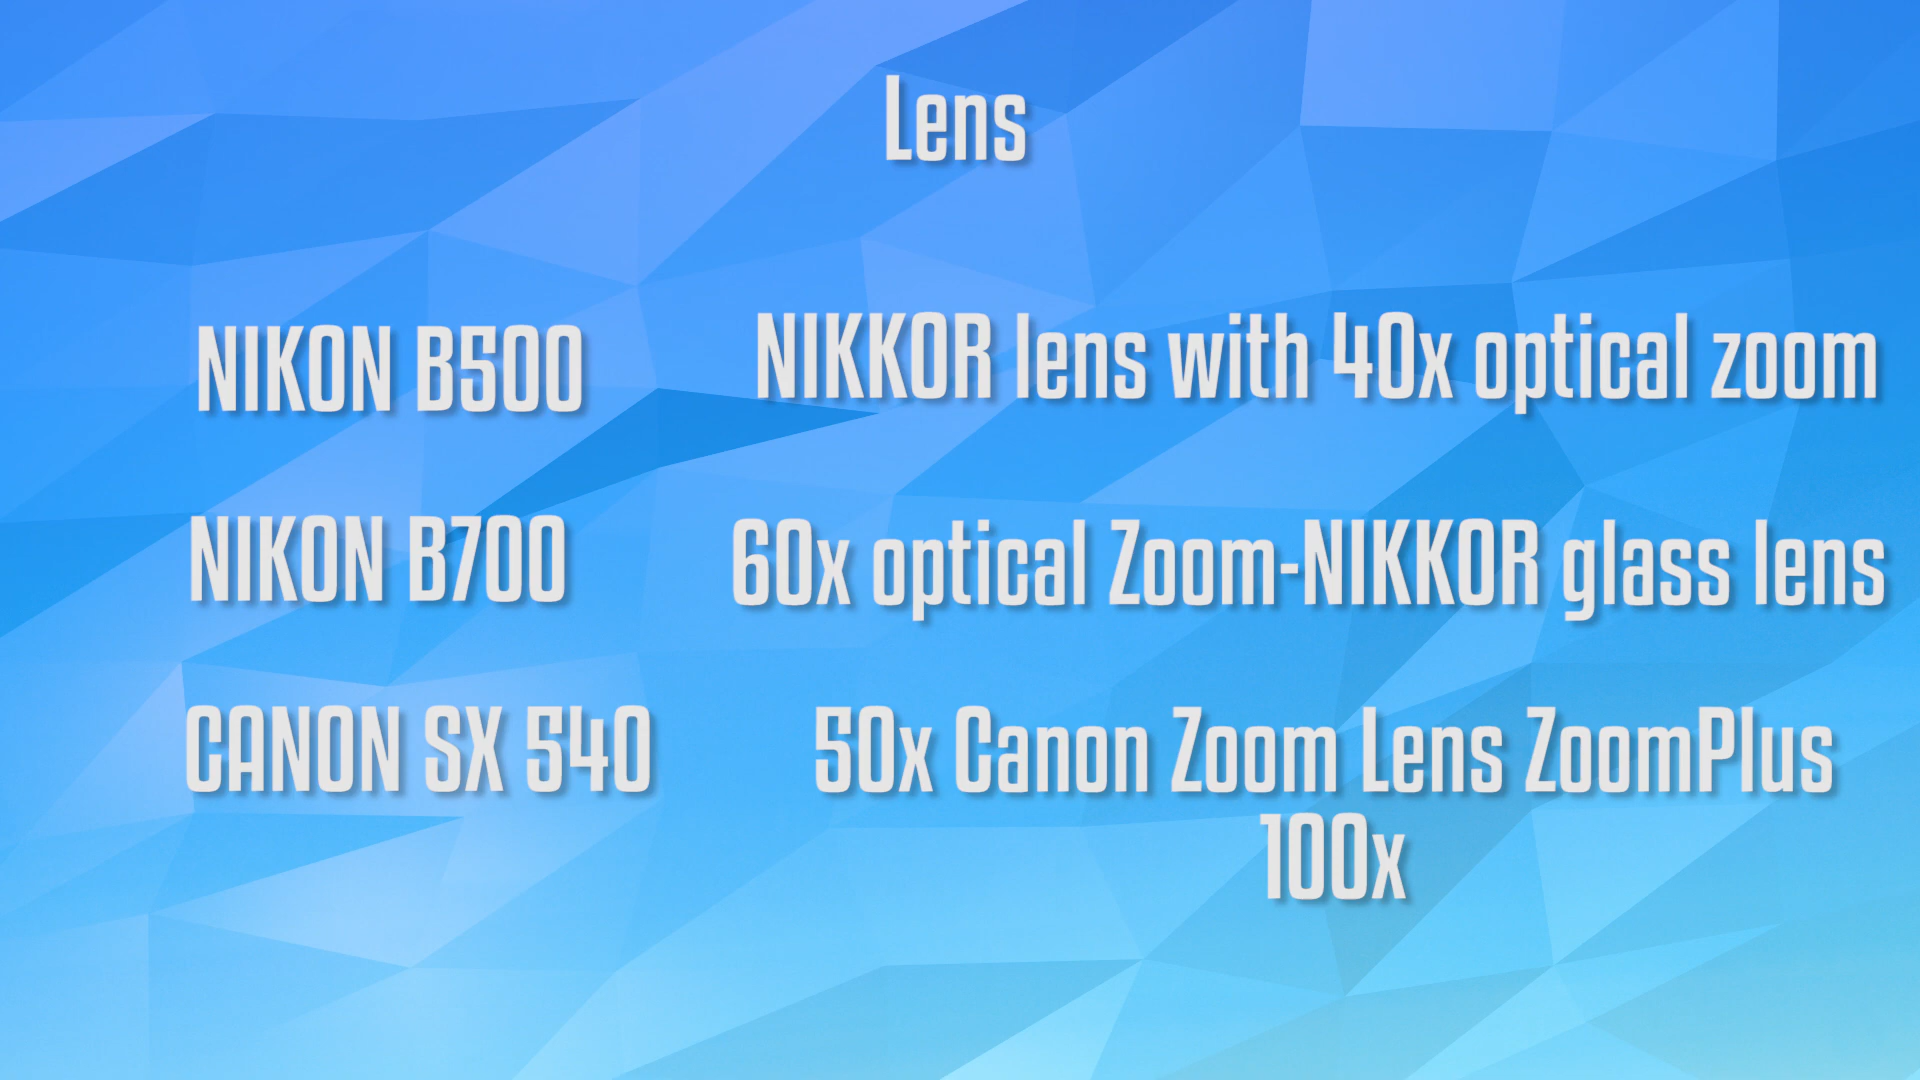 Lens
NIKON B500 NIKKOR lens with 40x optical zoom
NIKON B700 60x optical Zoom-NIKKOR glass lens
CANON SX 540 50x Canon Zoom Lens ZoomPlus
100x